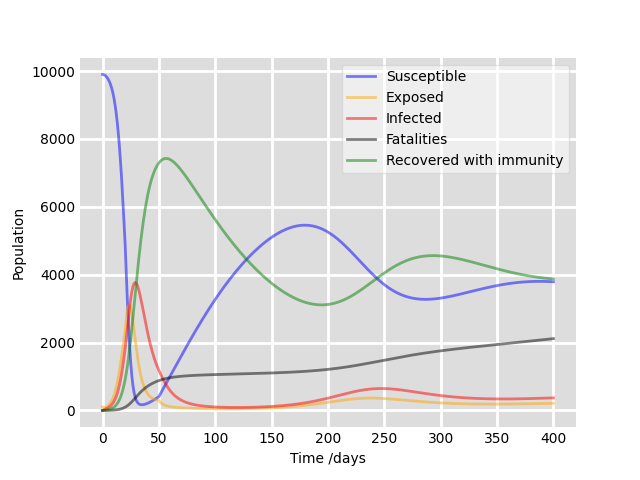 10000
8000
6000
4000
2000
0
Population
0 50 100 150 200 250 300 350 400
Time /days
Susceptible
Exposed
Infected
Fatalities
Recovered with immunity